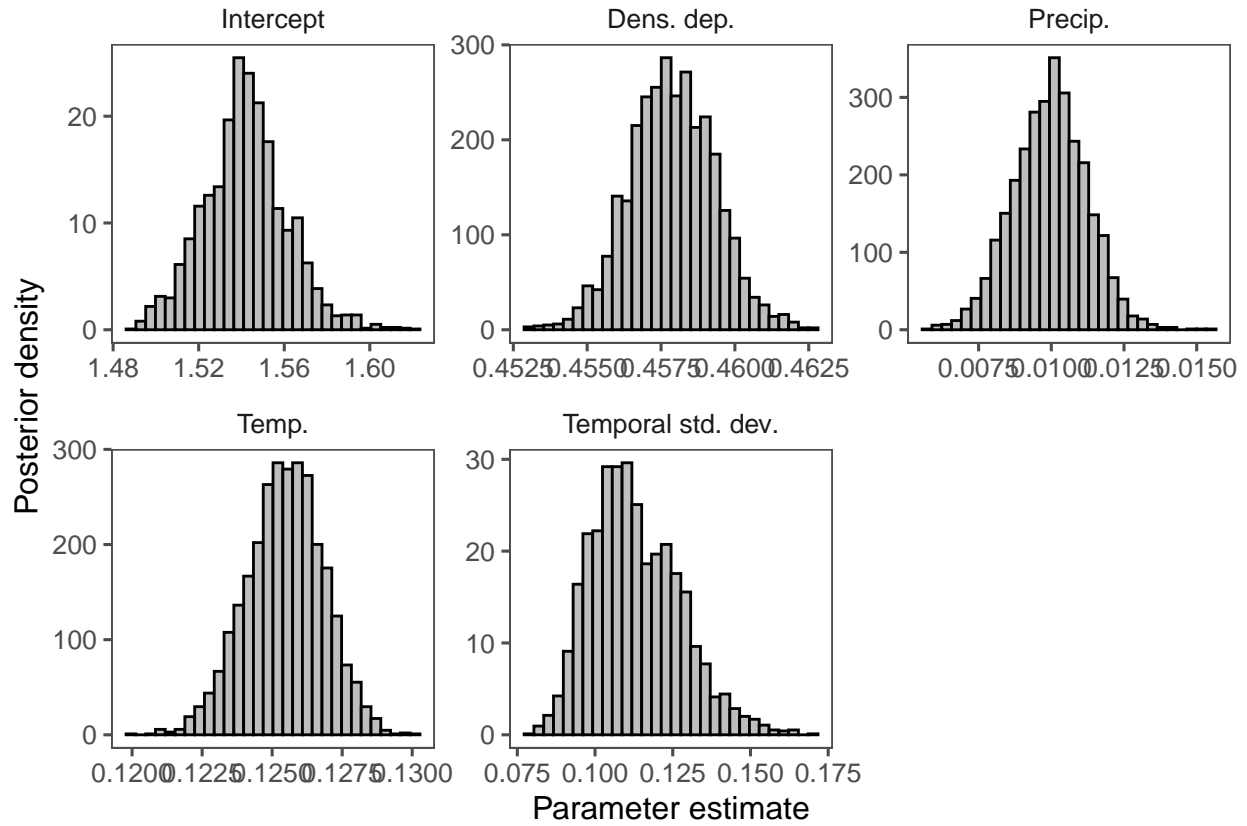 Intercept
Dens. dep.
Precip.
20
10
0
1.48 1.52 1.56 1.60
300
200
100
0
0.4525 0.4550 0.4575 0.4600 0.4625
300
200
100
0
0.0075 0.0100 0.0125 0.0150
Posterior density
Temp.
Temporal std. dev.
300
200
100
0
0.1200 0.1225 0.1250 0.1275 0.1300
30
20
10
0
0.075 0.100 0.125 0.150 0.175
Parameter estimate